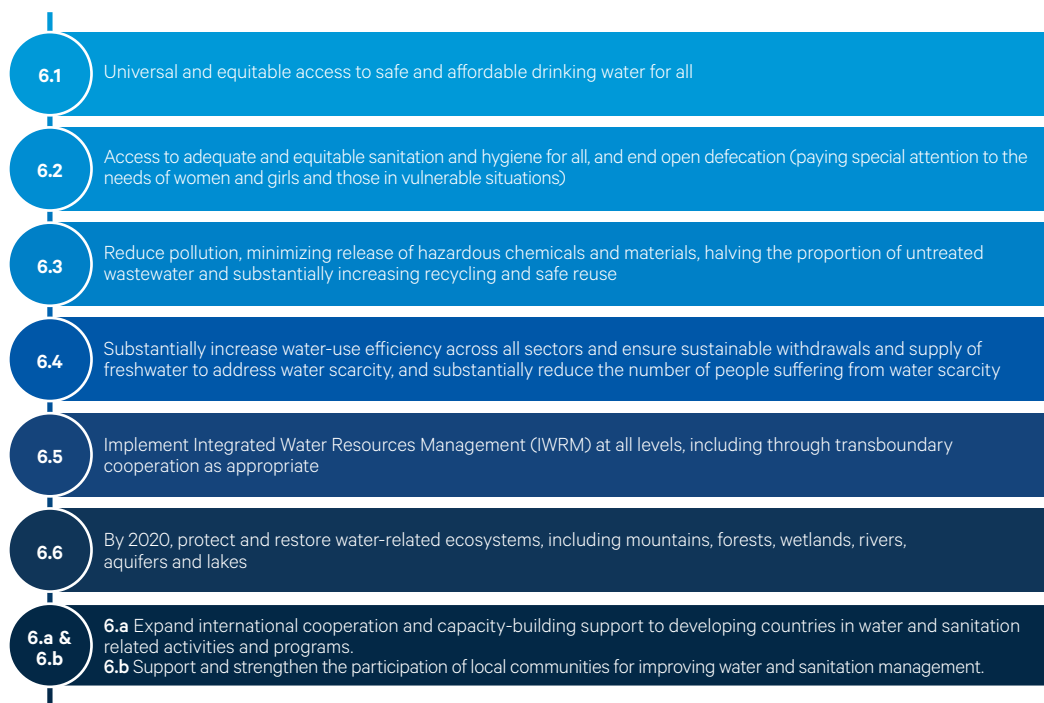 6.1
Universal and equitable access to safe and affordable drinking water for all
6.2
Access to adequate and equitable sanitation and hygiene for all, and end open defecation (paying special attention to the
needs of women and girls and those in vulnerable situations)
6.3
Reduce pollution, minimizing release of hazardous chemicals and materials, halving the proportion of untreated
wastewater and substantially increasing recycling and safe reuse
6.4
Substantially increase water-use efficiency across all sectors and ensure sustainable withdrawals and supply of
freshwater to address water scarcity, and substantially reduce the number of people suffering from water scarcity
6.5
Implement Integrated Water Resources Management (IWRM) at all levels, including through transboundary
cooperation as appropriate
6.6
By 2020, protect and restore water-related ecosystems, including mountains, forests, wetlands, rivers,
aquifers and lakes
6.a &
6.b
6.a Expand international cooperation and capacity-building support to developing countries in water and sanitation
related activities and programs.
6.b Support and strengthen the participation of local communities for improving water and sanitation management.